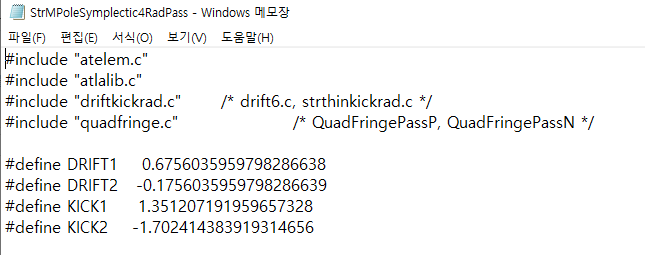 StrMPoleSymplectic4RadPass - Windows 메모장
파일(F) 편집(E) 서식(O) 보기(V) 도움말(H)
#include "atelem.c"
#include "atlalib.c"
#include "driftkickrad.c" /* drift6.c, strthinkickrad.c */
#include "quadfringe.c" /* QuadFringePassP, QuadFringePassN */
#define DRIFT1 0.6756035959798286638
#define DRIFT2 -0.1756035959798286639
#define KICK1 1.351207191959657328
#define KICK2 -1.702414383919314656